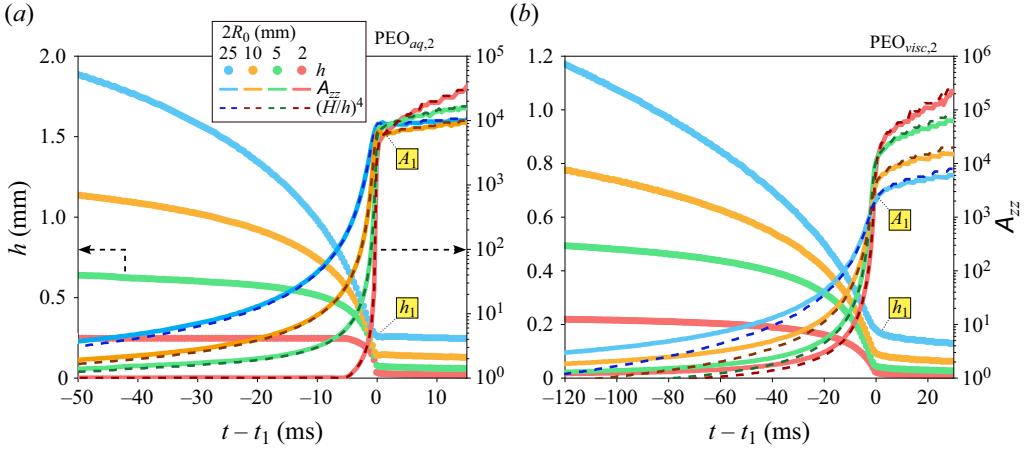 (a)
2R0 (mm)
25 10 5 2
h
Azz
(H/h)4
PEOaq,2
2.0
1.5
1.0
0.5
0
h (mm)
105
104
103
102
101
100
A1
h1
–50 –40 –30 –20 –10 0 10
t – t1 (ms)
(b)
PEOvisc,2
1.2
1.0
0.8
0.6
0.4
0.2
0
106
105
104
103
102
101
100
Azz
A1
h1
–120 –100 –80 –60 –40 –20 0 20
t – t1 (ms)